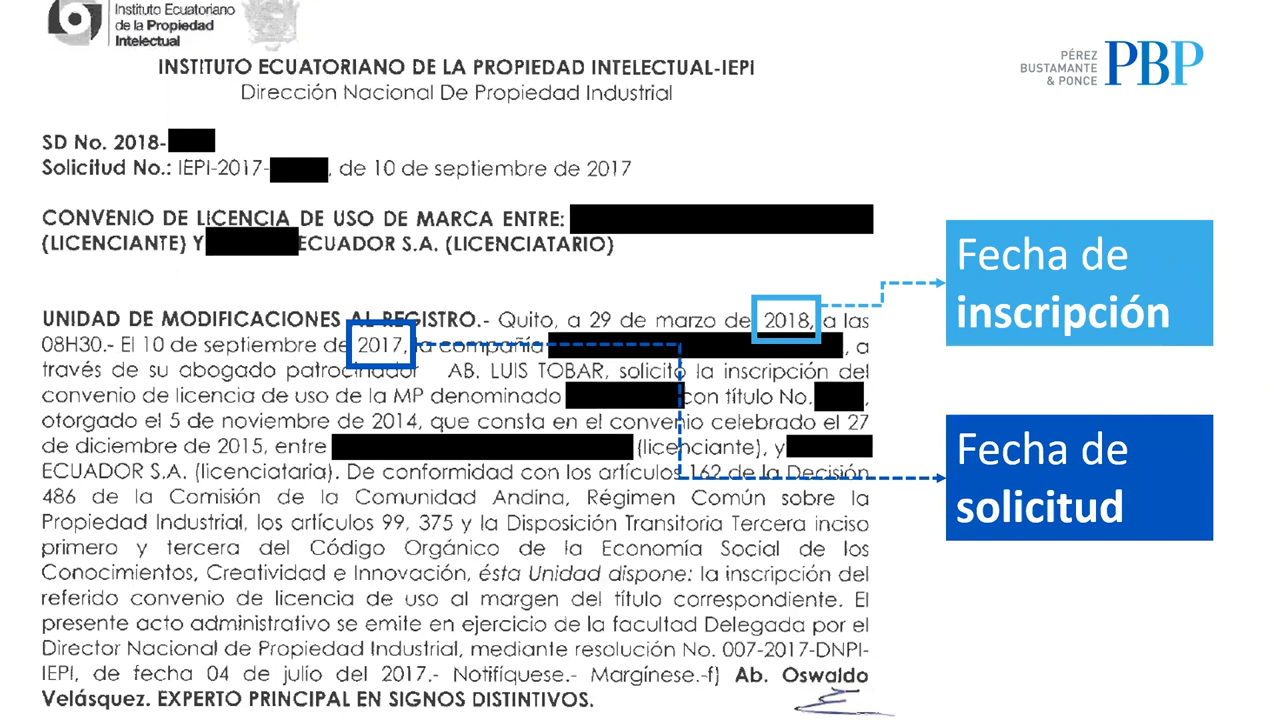 Instituto Ecuatoriano
de la Propiedad
Intelectual
PÉREZ
BUSTAMANTE
& PONCE
PBP
INSTITUTO ECUATORIANO DE LA PROPIEDAD INTELECTUAL-IEPI
Dirección Nacional De Propiedad Industrial
SD No. 2018-
Solicitud No.: IEPI-2017- , de 10 de septiembre de 2017
CONVENIO DE LICENCIA DE USO DE MARCA ENTRE:
(LICENCIANTE) Y ECUADOR S.A. (LICENCIATARIO)
UNIDAD DE MODIFICACIONES AL REGISTRO.- Quito, a 29 de marzo de 2018, a las
08H30.- El 10 de septiembre de 2017, la compañía , a
través de su abogado patrocinador AB. LUIS TOBAR, solicitó la inscripción del
convenio de licencia de uso de la MP denominado con título No. ,
otorgado el 5 de noviembre de 2014, que consta en el convenio celebrado el 27
de diciembre de 2015, entre (licenciante), y
ECUADOR S.A. (licenciataria). De conformidad con los artículos 162 de la Decisión
486 de la Comisión de la Comunidad Andina, Régimen Común sobre la
Propiedad Industrial, los artículos 99, 375 y la Disposición Transitoria Tercera inciso
primero y tercera del Código Orgánico de la Economía Social de los
Conocimientos, Creatividad e Innovación, ésta Unidad dispone: la inscripción del
referido convenio de licencia de uso al margen del título correspondiente. El
presente acto administrativo se emite en ejercicio de la facultad Delegada por el
Director Nacional de Propiedad Industrial, mediante resolución No. 007-2017-DNPI-
IEPI, de fecha 04 de julio del 2017.- Notifíquese.- Margínese.-f) Ab. Oswaldo
Velásquez. EXPERTO PRINCIPAL EN SIGNOS DISTINTIVOS.
Fecha de
inscripción
Fecha de
solicitud